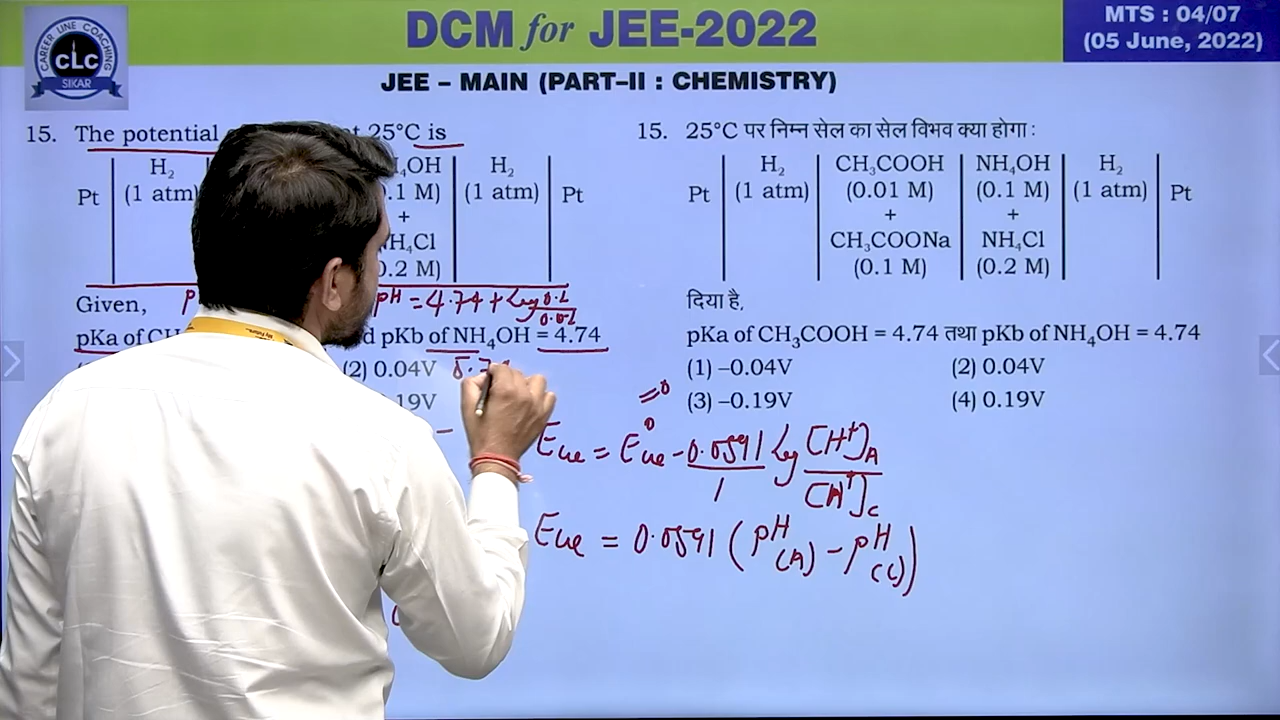 DCM for JEE-2022
MTS : 04/07
(05 June, 2022)
CAREER LINE COACHING
CLC
SIKAR
JEE – MAIN (PART–II : CHEMISTRY)
15. The potential 25°C is
H₂ OH H₂
Pt (1 atm) .1 M) (1 atm) Pt
+
H₄Cl
.2 M)
Given, P pH = 4.74 + log 0.1/0.01
pKa of CH d pKb of NH₄OH = 4.74
(2) 0.04V 5.7
.19V
15. 25°C पर निम्न सेल का सेल विभव क्या होगा :
H₂ CH₃COOH NH₄OH H₂
Pt (1 atm) (0.01 M) (0.1 M) (1 atm) Pt
+ +
CH₃COONa NH₄Cl
(0.1 M) (0.2 M)
दिया है,
pKa of CH₃COOH = 4.74 तथा pKb of NH₄OH = 4.74
(1) –0.04V (2) 0.04V
= 0
(3) –0.19V (4) 0.19V
Ecell = E°cell - 0.0591/1 log [H⁺]A/[H⁺]C
Ecell = 0.0591 (pH(A) - pH(C))